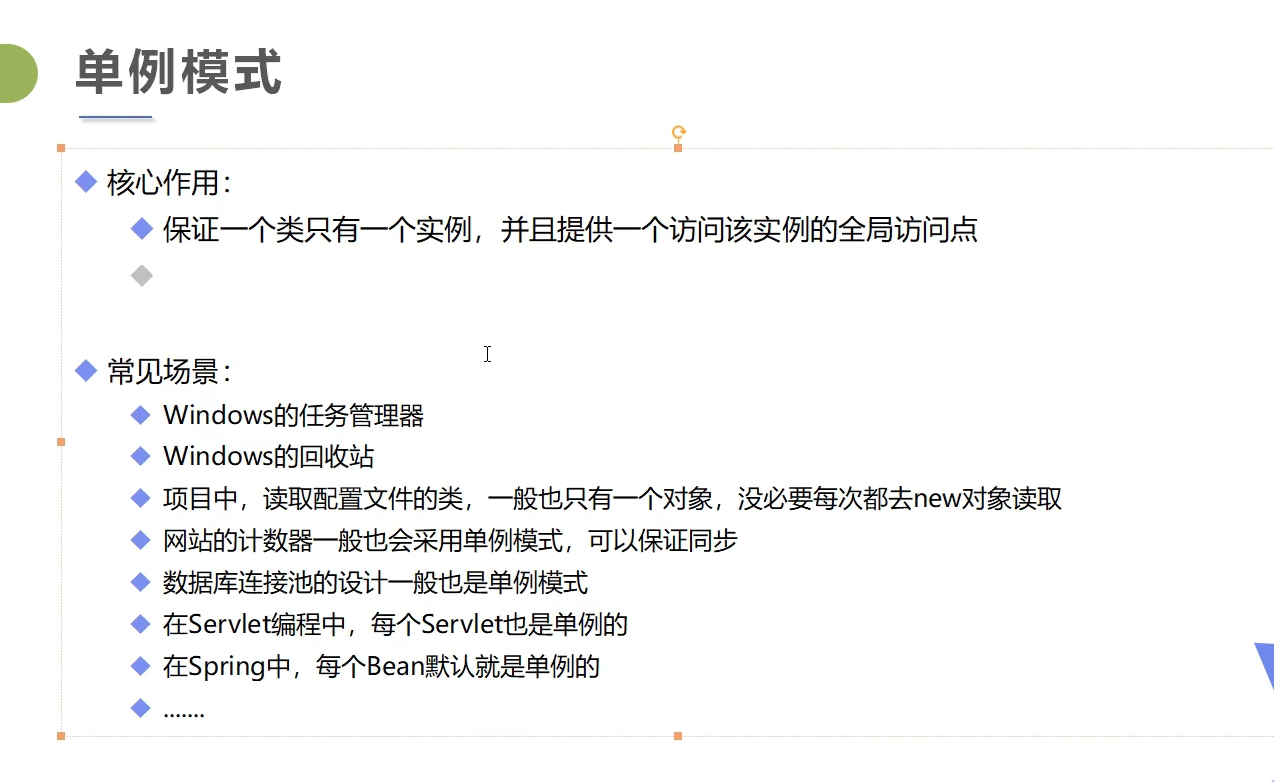 单例模式
核心作用：
保证一个类只有一个实例，并且提供一个访问该实例的全局访问点
常见场景：
Windows的任务管理器
Windows的回收站
项目中，读取配置文件的类，一般也只有一个对象，没必要每次都去new对象读取
网站的计数器一般也会采用单例模式，可以保证同步
数据库连接池的设计一般也是单例模式
在Servlet编程中，每个Servlet也是单例的
在Spring中，每个Bean默认就是单例的
.......